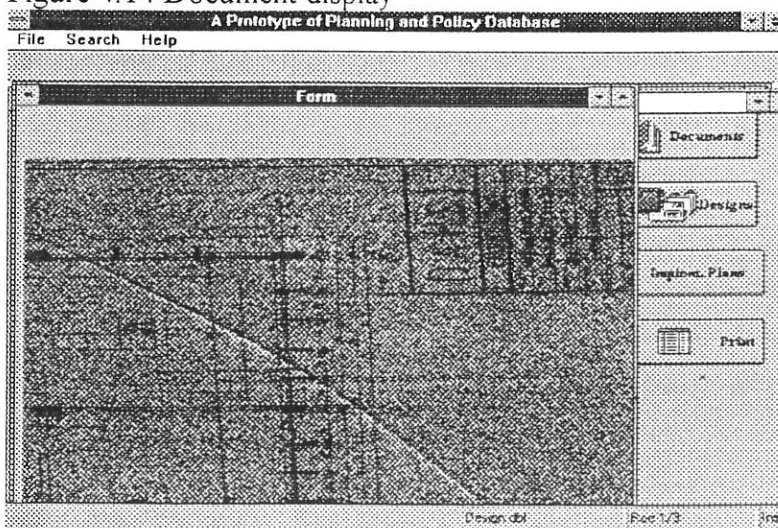 Figure 4.14 Document display
A Prototype of Planning and Policy Database
File Search Help
Form
Documents
Designs
Engineer. Plans
Print
Design.dbf Rec 1/3